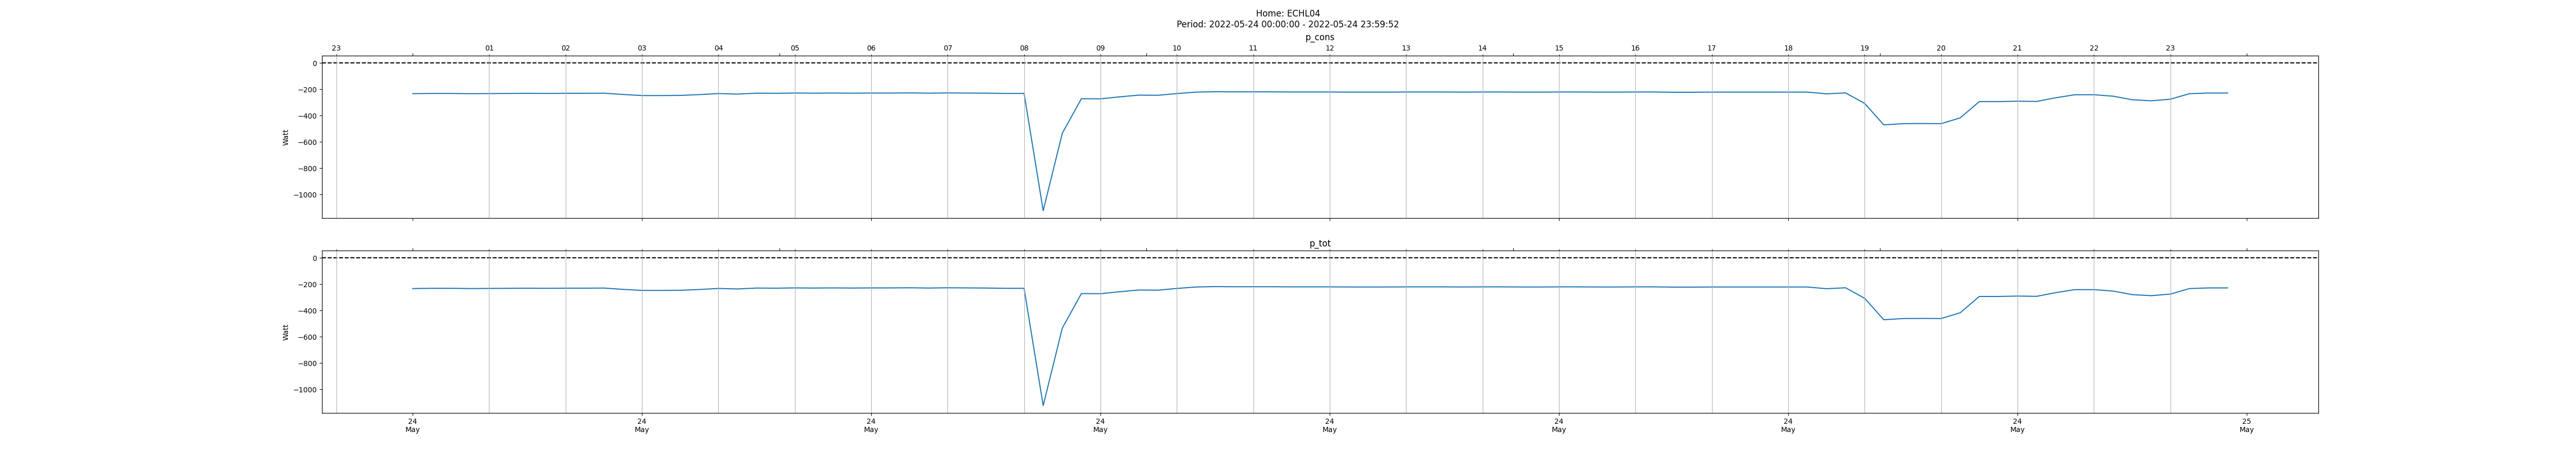 Home: ECHL04
Period: 2022-05-24 00:00:00 - 2022-05-24 23:59:52
p_cons
23 01 02 03 04 05 06 07 08 09 10 11 12 13 14 15 16 17 18 19 20 21 22 23
0
−200
−400
−600
−800
−1000
Watt
p_tot
0
−200
−400
−600
−800
−1000
Watt
24 24 24 24 24 24 24 24 25
May May May May May May May May May